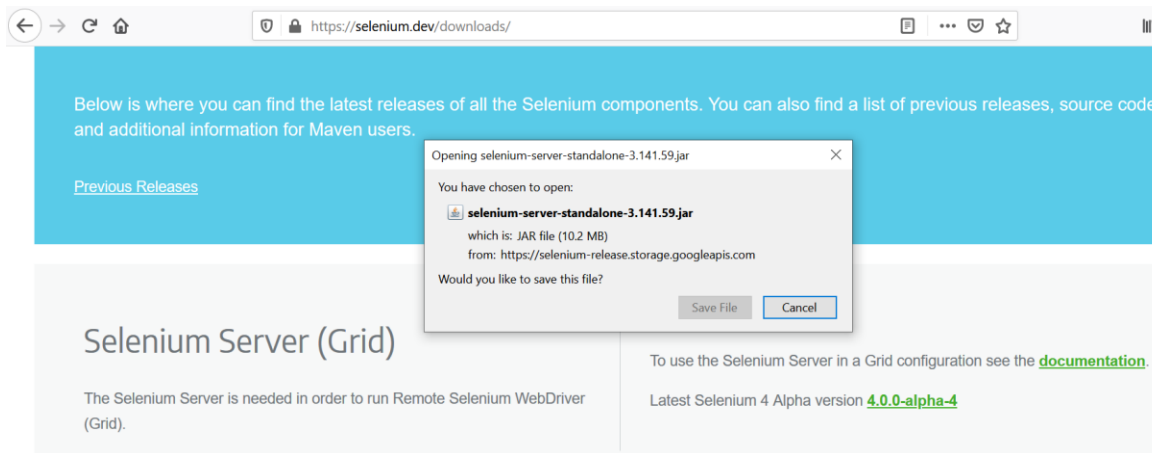 https://selenium.dev/downloads/
Below is where you can find the latest releases of all the Selenium components. You can also find a list of previous releases, source code
and additional information for Maven users.
Previous Releases
Opening selenium-server-standalone-3.141.59.jar
You have chosen to open:
selenium-server-standalone-3.141.59.jar
which is: JAR file (10.2 MB)
from: https://selenium-release.storage.googleapis.com
Would you like to save this file?
Save File Cancel
Selenium Server (Grid)
The Selenium Server is needed in order to run Remote Selenium WebDriver
(Grid).
To use the Selenium Server in a Grid configuration see the documentation.
Latest Selenium 4 Alpha version 4.0.0-alpha-4